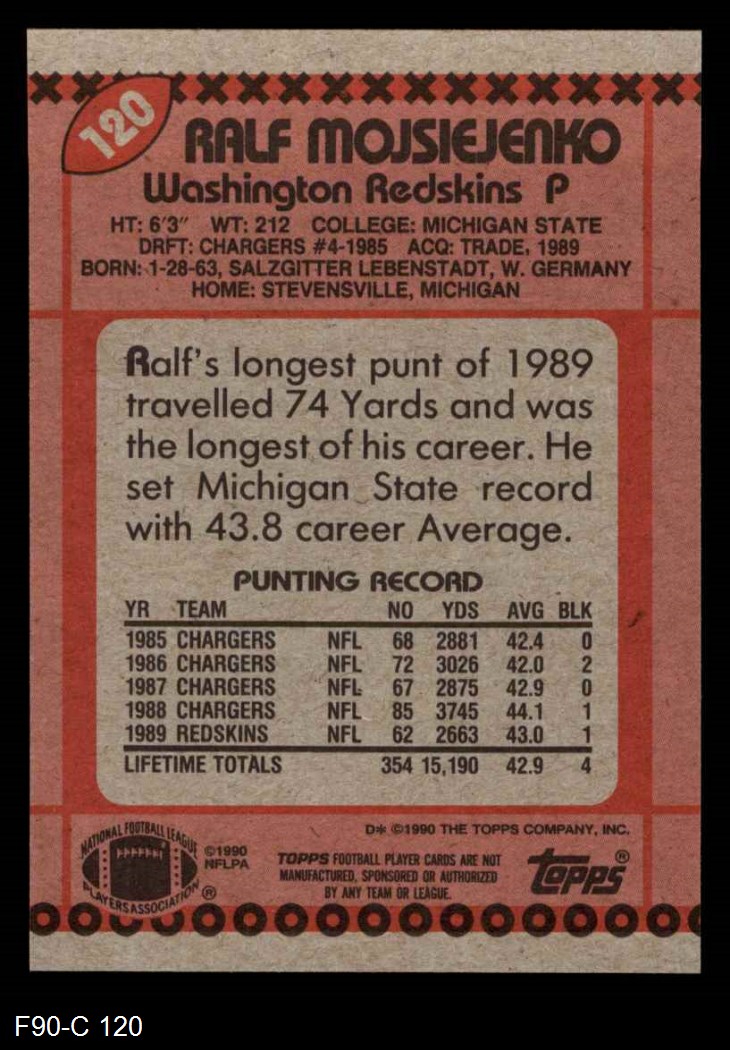 120
RALF MOJSIEJENKO
Washington Redskins P
HT: 6'3" WT: 212 COLLEGE: MICHIGAN STATE
DRFT: CHARGERS #4-1985 ACQ: TRADE, 1989
BORN: 1-28-63, SALZGITTER LEBENSTADT, W. GERMANY
HOME: STEVENSVILLE, MICHIGAN
Ralf's longest punt of 1989
travelled 74 Yards and was
the longest of his career. He
set Michigan State record
with 43.8 career Average.
PUNTING RECORD
YR TEAM NO YDS AVG BLK
1985 CHARGERS NFL 68 2881 42.4 0
1986 CHARGERS NFL 72 3026 42.0 2
1987 CHARGERS NFL 67 2875 42.9 0
1988 CHARGERS NFL 85 3745 44.1 1
1989 REDSKINS NFL 62 2663 43.0 1
LIFETIME TOTALS 354 15,190 42.9 4
D* ©1990 THE TOPPS COMPANY, INC.
NATIONAL FOOTBALL LEAGUE
PLAYERS ASSOCIATION ®
©1990
NFLPA
TOPPS FOOTBALL PLAYER CARDS ARE NOT
MANUFACTURED, SPONSORED OR AUTHORIZED
BY ANY TEAM OR LEAGUE.
topps®
F90-C 120